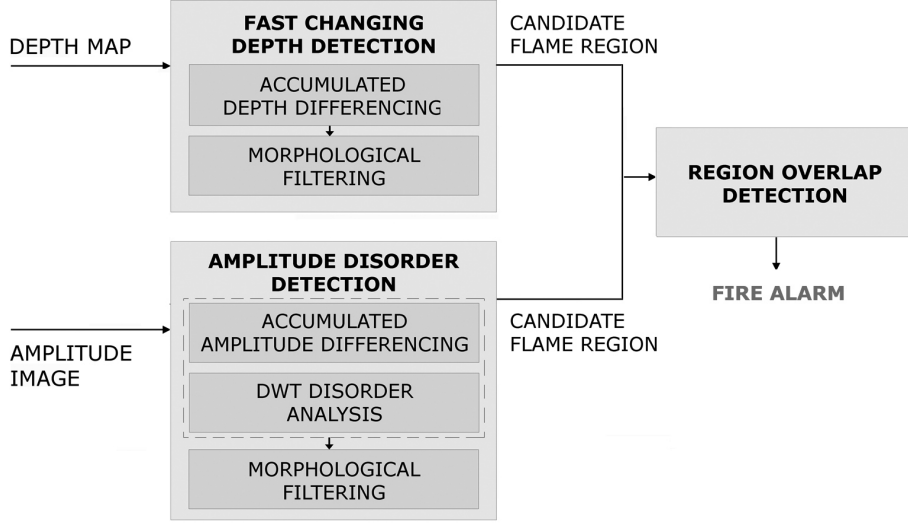 DEPTH MAP
FAST CHANGING
DEPTH DETECTION
ACCUMULATED
DEPTH DIFFERENCING
MORPHOLOGICAL
FILTERING
CANDIDATE
FLAME REGION
AMPLITUDE
IMAGE
AMPLITUDE DISORDER
DETECTION
ACCUMULATED
AMPLITUDE DIFFERENCING
DWT DISORDER
ANALYSIS
MORPHOLOGICAL
FILTERING
CANDIDATE
FLAME REGION
REGION OVERLAP
DETECTION
FIRE ALARM